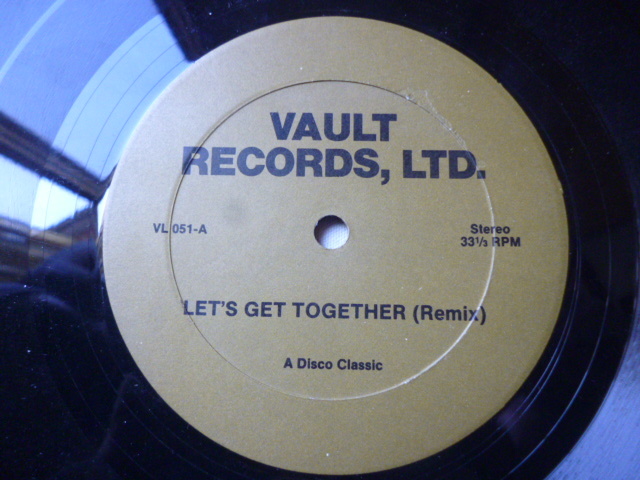 VAULT
RECORDS, LTD.
VL 051-A
Stereo
33⅓ RPM
LET'S GET TOGETHER (Remix)
A Disco Classic